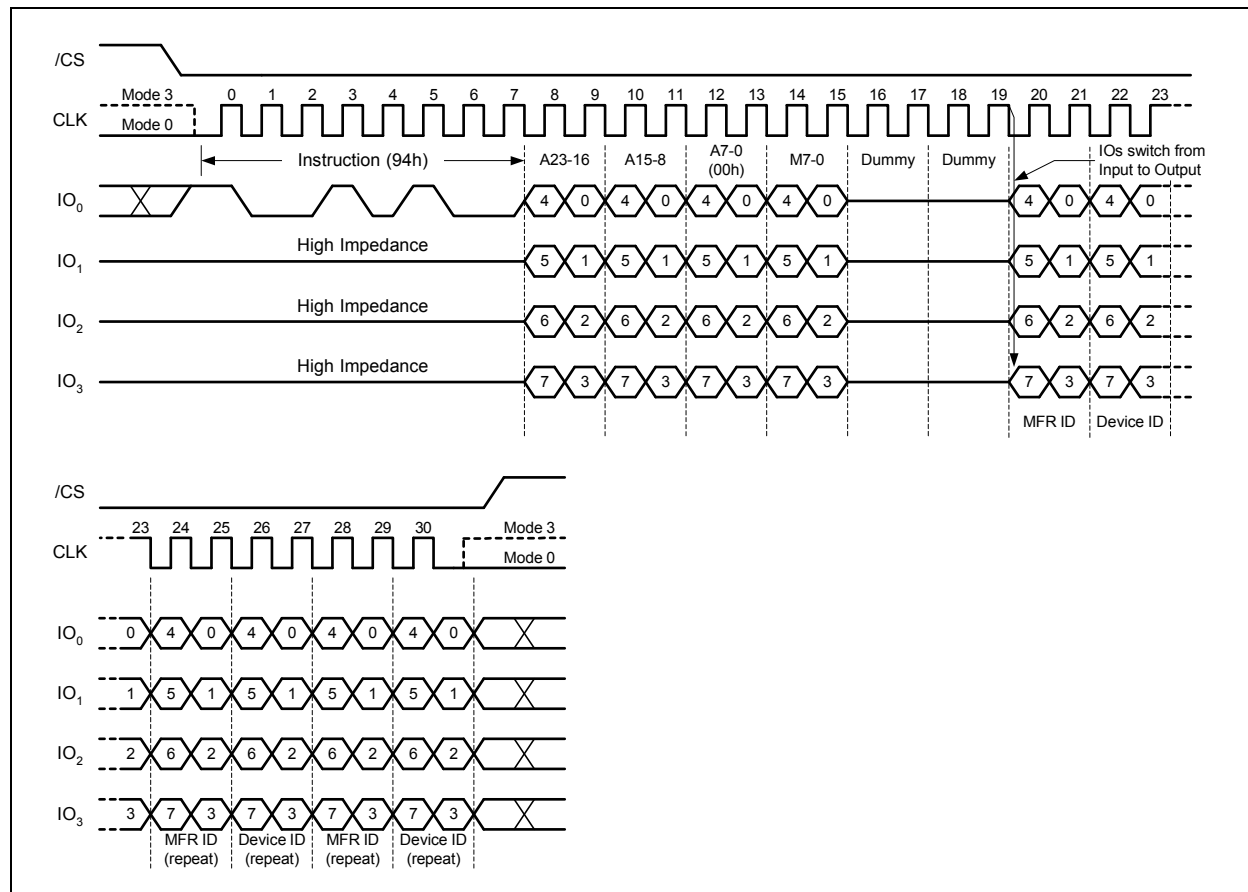 /CS
Mode 3 0 1 2 3 4 5 6 7 8 9 10 11 12 13 14 15 16 17 18 19 20 21 22 23
CLK
Mode 0
Instruction (94h) A23-16 A15-8 A7-0 (00h) M7-0 Dummy Dummy IOs switch from Input to Output
IO0 4 0 4 0 4 0 4 0 4 0 4 0
High Impedance
IO1 5 1 5 1 5 1 5 1 5 1 5 1
High Impedance
IO2 6 2 6 2 6 2 6 2 6 2 6 2
High Impedance
IO3 7 3 7 3 7 3 7 3 7 3 7 3
MFR ID Device ID
/CS
23 24 25 26 27 28 29 30 Mode 3
CLK
Mode 0
IO0 0 4 0 4 0 4 0 4 0
IO1 1 5 1 5 1 5 1 5 1
IO2 2 6 2 6 2 6 2 6 2
IO3 3 7 3 7 3 7 3 7 3
MFR ID Device ID MFR ID Device ID
(repeat) (repeat) (repeat) (repeat)